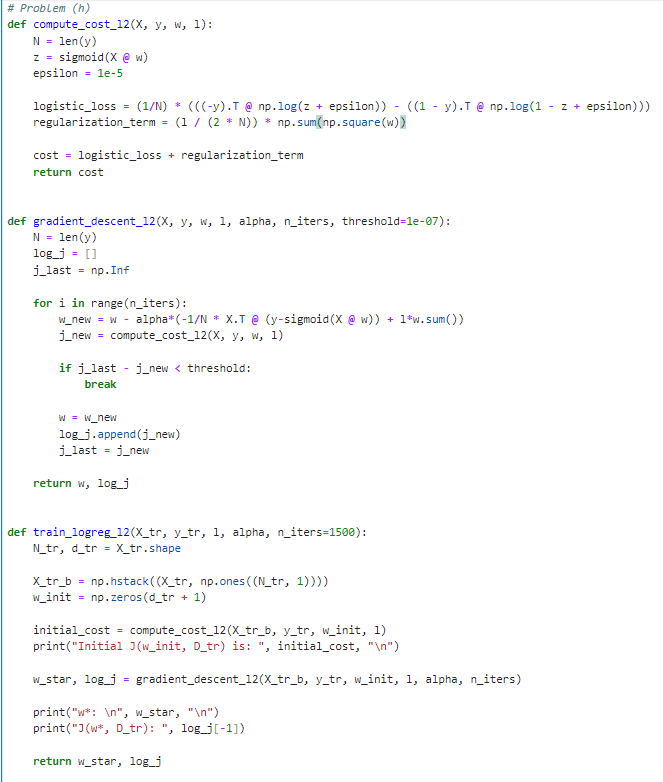 # Problem (h)
def compute_cost_l2(X, y, w, l):
    N = len(y)
    z = sigmoid(X @ w)
    epsilon = 1e-5

    logistic_loss = (1/N) * (((-y).T @ np.log(z + epsilon)) - ((1 - y).T @ np.log(1 - z + epsilon)))
    regularization_term = (l / (2 * N)) * np.sum(np.square(w))

    cost = logistic_loss + regularization_term
    return cost


def gradient_descent_l2(X, y, w, l, alpha, n_iters, threshold=1e-07):
    N = len(y)
    log_j = []
    j_last = np.Inf

    for i in range(n_iters):
        w_new = w - alpha*(-1/N * X.T @ (y-sigmoid(X @ w)) + l*w.sum())
        j_new = compute_cost_l2(X, y, w, l)

        if j_last - j_new < threshold:
            break

        w = w_new
        log_j.append(j_new)
        j_last = j_new

    return w, log_j


def train_logreg_l2(X_tr, y_tr, l, alpha, n_iters=1500):
    N_tr, d_tr = X_tr.shape

    X_tr_b = np.hstack((X_tr, np.ones((N_tr, 1))))
    w_init = np.zeros(d_tr + 1)

    initial_cost = compute_cost_l2(X_tr_b, y_tr, w_init, l)
    print("Initial J(w_init, D_tr) is: ", initial_cost, "\n")

    w_star, log_j = gradient_descent_l2(X_tr_b, y_tr, w_init, l, alpha, n_iters)

    print("w*: \n", w_star, "\n")
    print("J(w*, D_tr): ", log_j[-1])

    return w_star, log_j